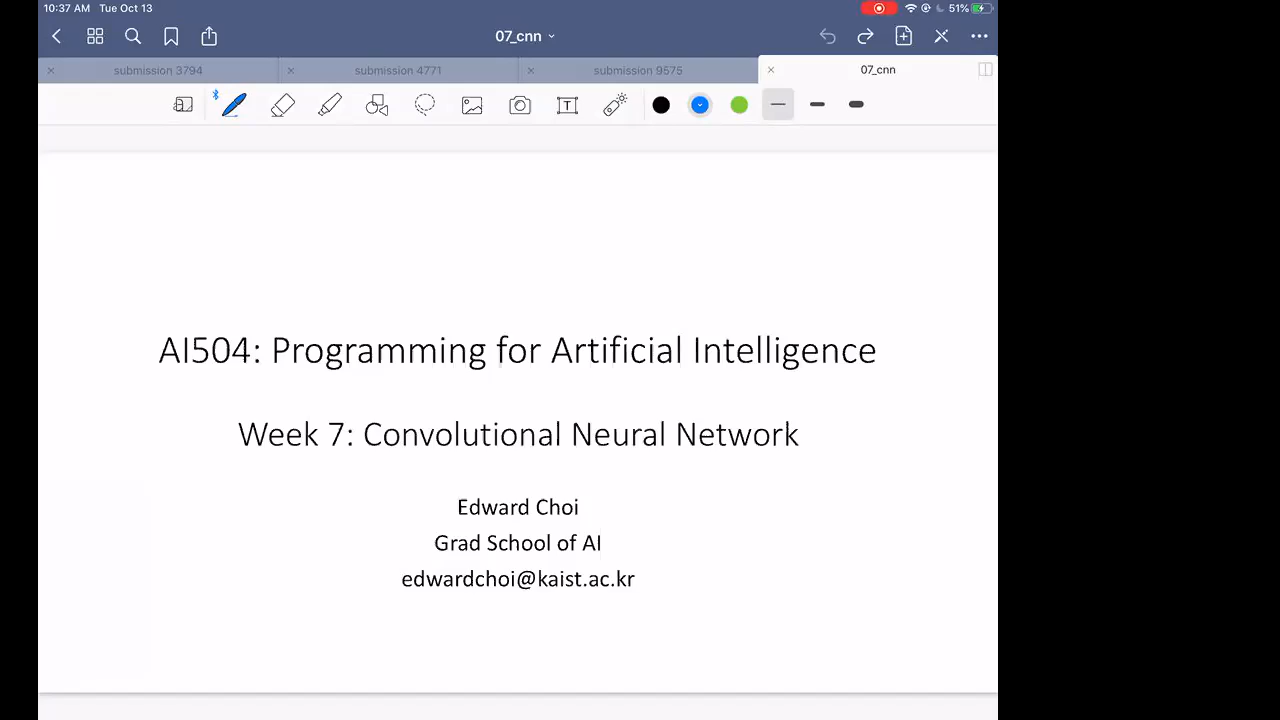 10:37 AM Tue Oct 13
51%
07_cnn
submission 3794
submission 4771
submission 9575
07_cnn
T
AI504: Programming for Artificial Intelligence
Week 7: Convolutional Neural Network
Edward Choi
Grad School of AI
edwardchoi@kaist.ac.kr